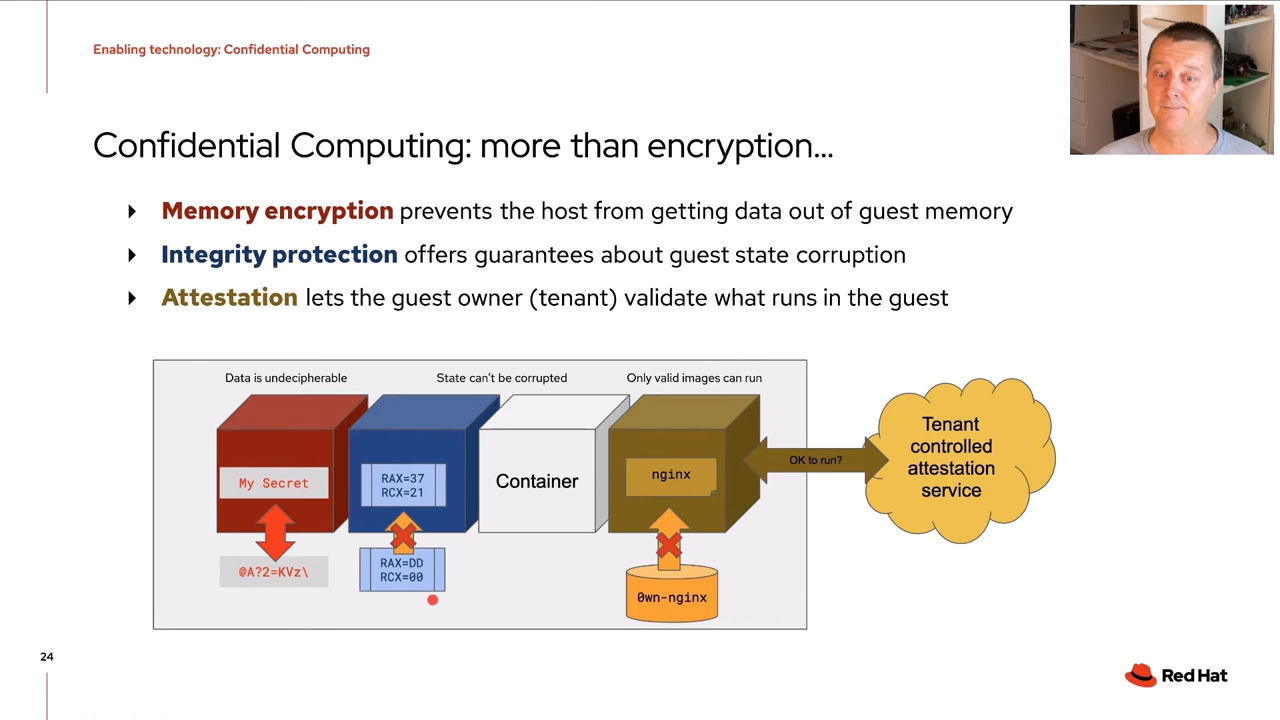 Enabling technology: Confidential Computing
Confidential Computing: more than encryption...
Memory encryption prevents the host from getting data out of guest memory
Integrity protection offers guarantees about guest state corruption
Attestation lets the guest owner (tenant) validate what runs in the guest
Data is undecipherable
State can't be corrupted
Only valid images can run
My Secret
@A?2=KVz\
RAX=37
RCX=21
RAX=DD
RCX=00
Container
nginx
0wn-nginx
OK to run?
Tenant
controlled
attestation
service
24
Red Hat